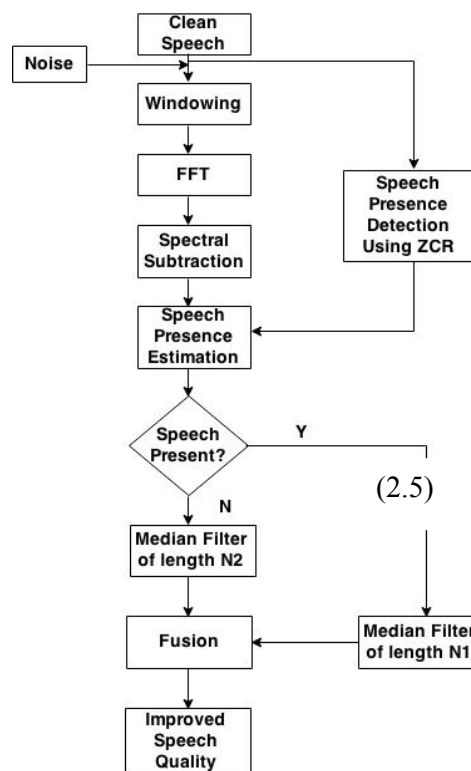 Clean
Speech
Noise
Windowing
FFT
Speech
Presence
Detection
Using ZCR
Spectral
Subtraction
Speech
Presence
Estimation
Speech
Present?
Y
(2.5)
N
Median Filter
of length N2
Fusion
Median Filter
of length N1
Improved
Speech
Quality